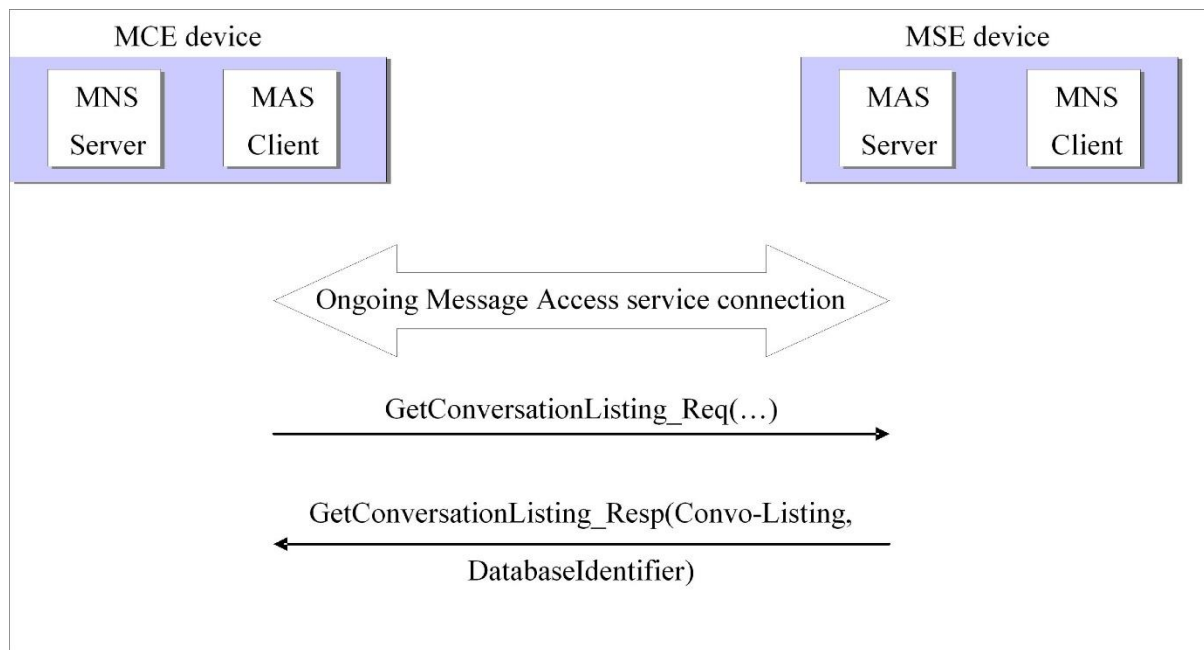 MCE device
MSE device
MNS
Server
MAS
Client
MAS
Server
MNS
Client
Ongoing Message Access service connection
GetConversationListing_Req(…)
GetConversationListing_Resp(Convo-Listing,
DatabaseIdentifier)